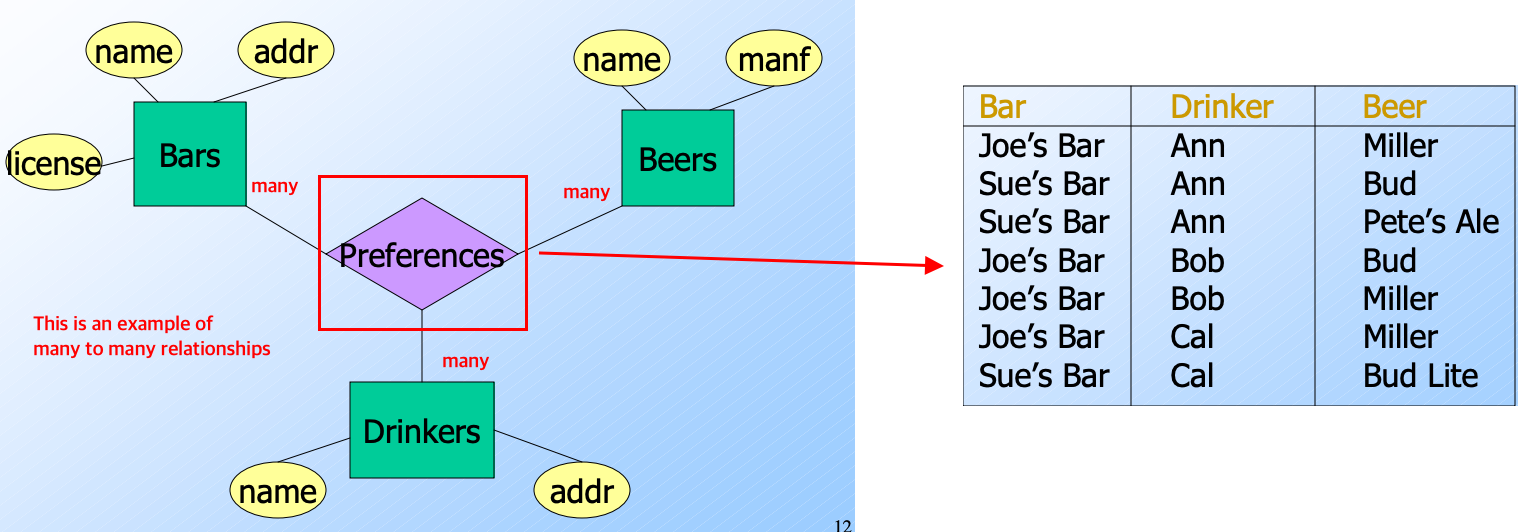 name
addr
name
manf
license
Bars
Beers
many
many
Preferences
This is an example of
many to many relationships
many
Drinkers
name
addr
12
Bar Drinker Beer
Joe’s Bar Ann Miller
Sue’s Bar Ann Bud
Sue’s Bar Ann Pete’s Ale
Joe’s Bar Bob Bud
Joe’s Bar Bob Miller
Joe’s Bar Cal Miller
Sue’s Bar Cal Bud Lite